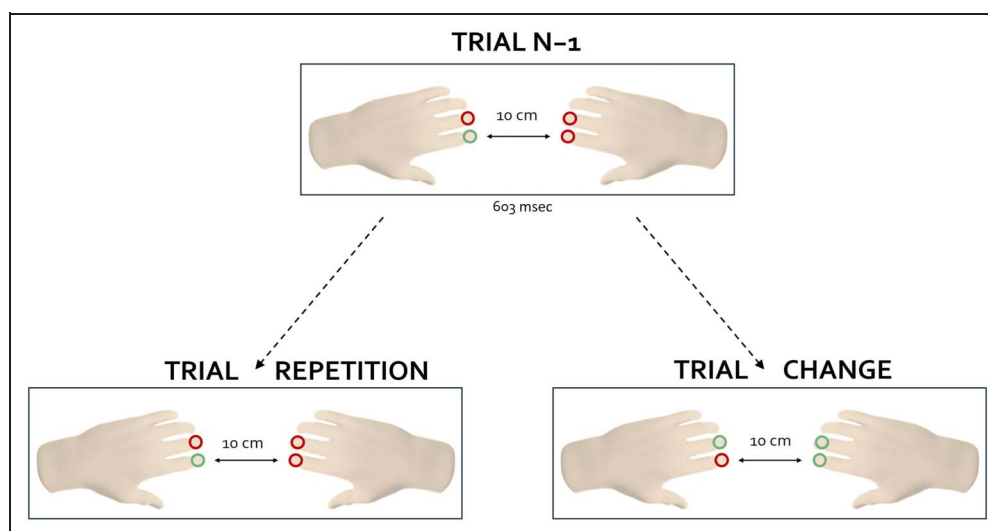 TRIAL N-1
10 cm
603 msec
TRIAL REPETITION
10 cm
TRIAL CHANGE
10 cm